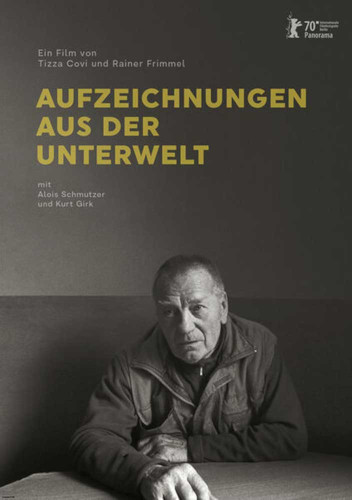 70
Panorama
Ein Film von
Tizza Covi und Rainer Frimmel
AUFZEICHNUNGEN
AUS DER
UNTERWELT
mit
Alois Schmutzer
und Kurt Girk